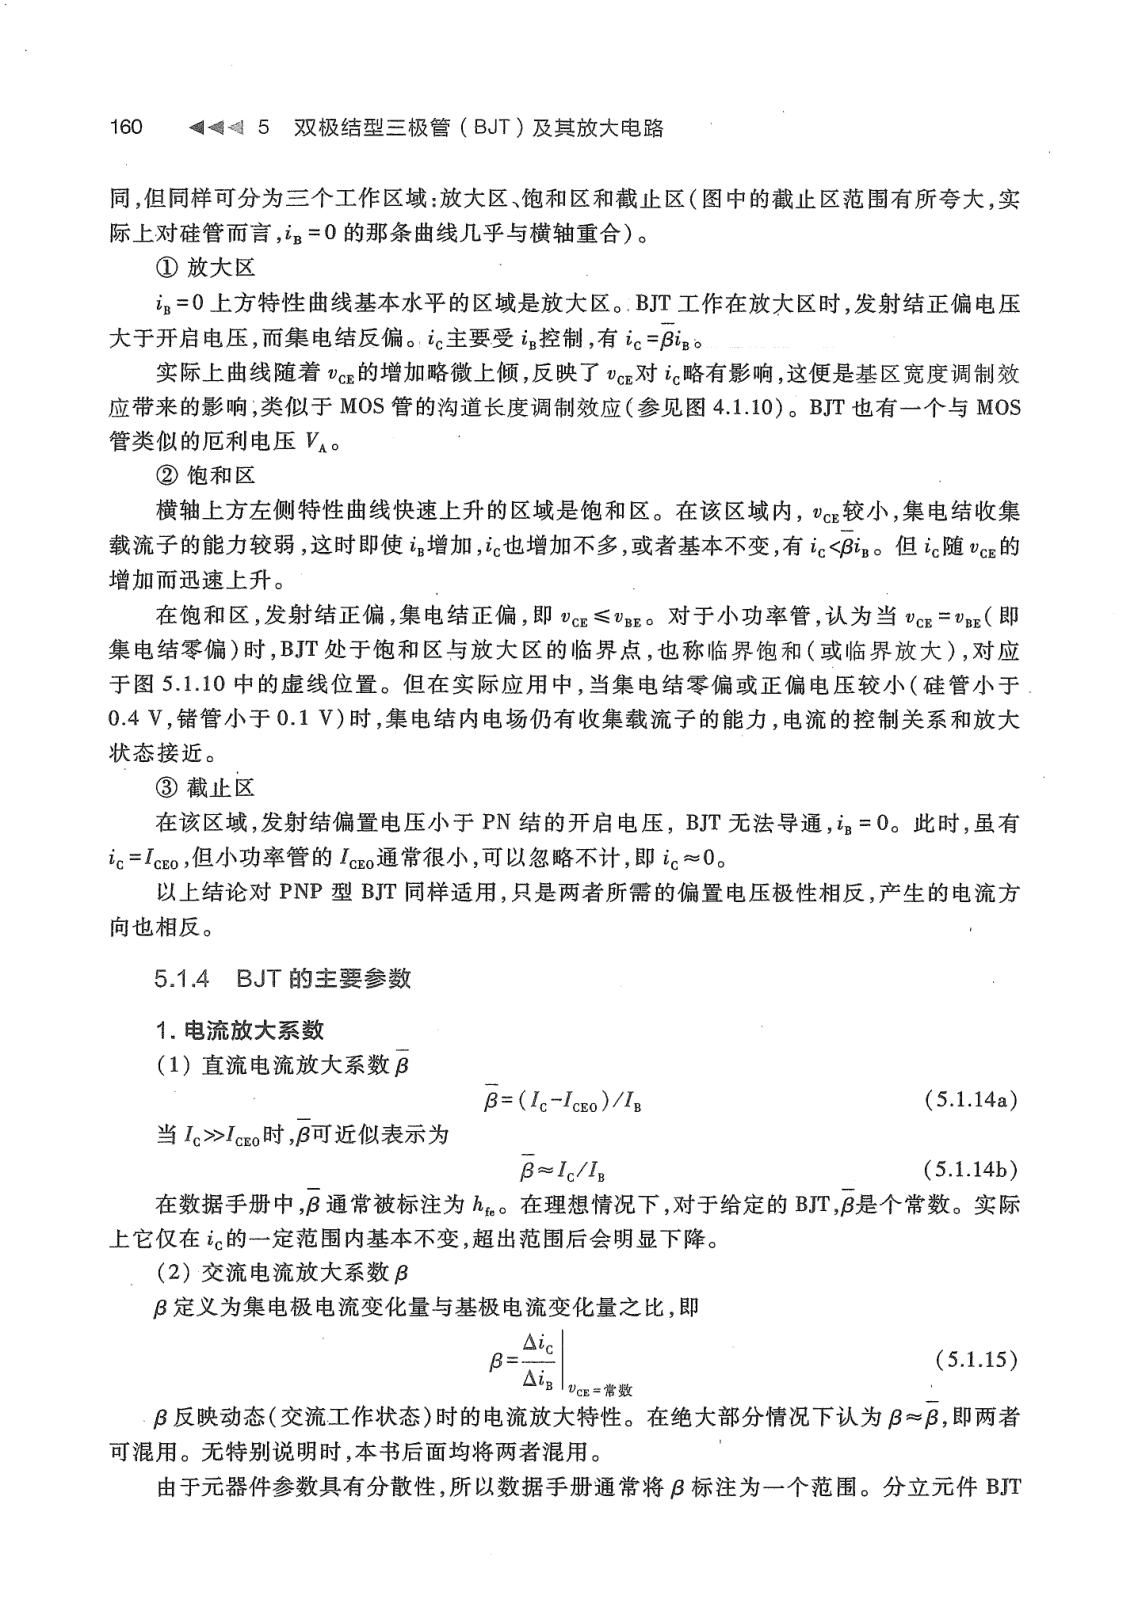 160 5 双极结型三极管(BJT)及其放大电路
同,但同样可分为三个工作区域:放大区、饱和区和截止区(图中的截止区范围有所夸大,实
际上对硅管而言,iB=0 的那条曲线几乎与横轴重合)。
① 放大区
iB=0 上方特性曲线基本水平的区域是放大区。BJT 工作在放大区时,发射结正偏电压
大于开启电压,而集电结反偏。iC主要受 iB控制,有 iC=β̄iB。
实际上曲线随着 vCE的增加略微上倾,反映了 vCE对 iC略有影响,这便是基区宽度调制效
应带来的影响,类似于 MOS 管的沟道长度调制效应(参见图 4.1.10)。BJT 也有一个与 MOS
管类似的厄利电压 VA。
② 饱和区
横轴上方左侧特性曲线快速上升的区域是饱和区。在该区域内, vCE较小,集电结收集
载流子的能力较弱,这时即使 iB增加,iC也增加不多,或者基本不变,有 iC<β̄iB。但 iC随 vCE的
增加而迅速上升。
在饱和区,发射结正偏,集电结正偏,即 vCE≤vBE。对于小功率管,认为当 vCE=vBE(即
集电结零偏)时,BJT 处于饱和区与放大区的临界点,也称临界饱和(或临界放大),对应
于图 5.1.10 中的虚线位置。但在实际应用中,当集电结零偏或正偏电压较小(硅管小于
0.4 V,锗管小于 0.1 V)时,集电结内电场仍有收集载流子的能力,电流的控制关系和放大
状态接近。
③ 截止区
在该区域,发射结偏置电压小于 PN 结的开启电压, BJT 无法导通,iB=0。此时,虽有
iC=ICEO,但小功率管的 ICEO通常很小,可以忽略不计,即 iC≈0。
以上结论对 PNP 型 BJT 同样适用,只是两者所需的偏置电压极性相反,产生的电流方
向也相反。
5.1.4 BJT 的主要参数
1. 电流放大系数
(1) 直流电流放大系数 β̄
β̄=(IC-ICEO)/IB (5.1.14a)
当 IC≫ICEO时,β̄可近似表示为
β̄≈IC/IB (5.1.14b)
在数据手册中,β̄ 通常被标注为 hfe。在理想情况下,对于给定的 BJT,β̄是个常数。实际
上它仅在 iC的一定范围内基本不变,超出范围后会明显下降。
(2) 交流电流放大系数 β
β 定义为集电极电流变化量与基极电流变化量之比,即
β=ΔiC/ΔiB|vCE=常数 (5.1.15)
β 反映动态(交流工作状态)时的电流放大特性。在绝大部分情况下认为 β≈β̄,即两者
可混用。无特别说明时,本书后面均将两者混用。
由于元器件参数具有分散性,所以数据手册通常将 β 标注为一个范围。分立元件 BJT